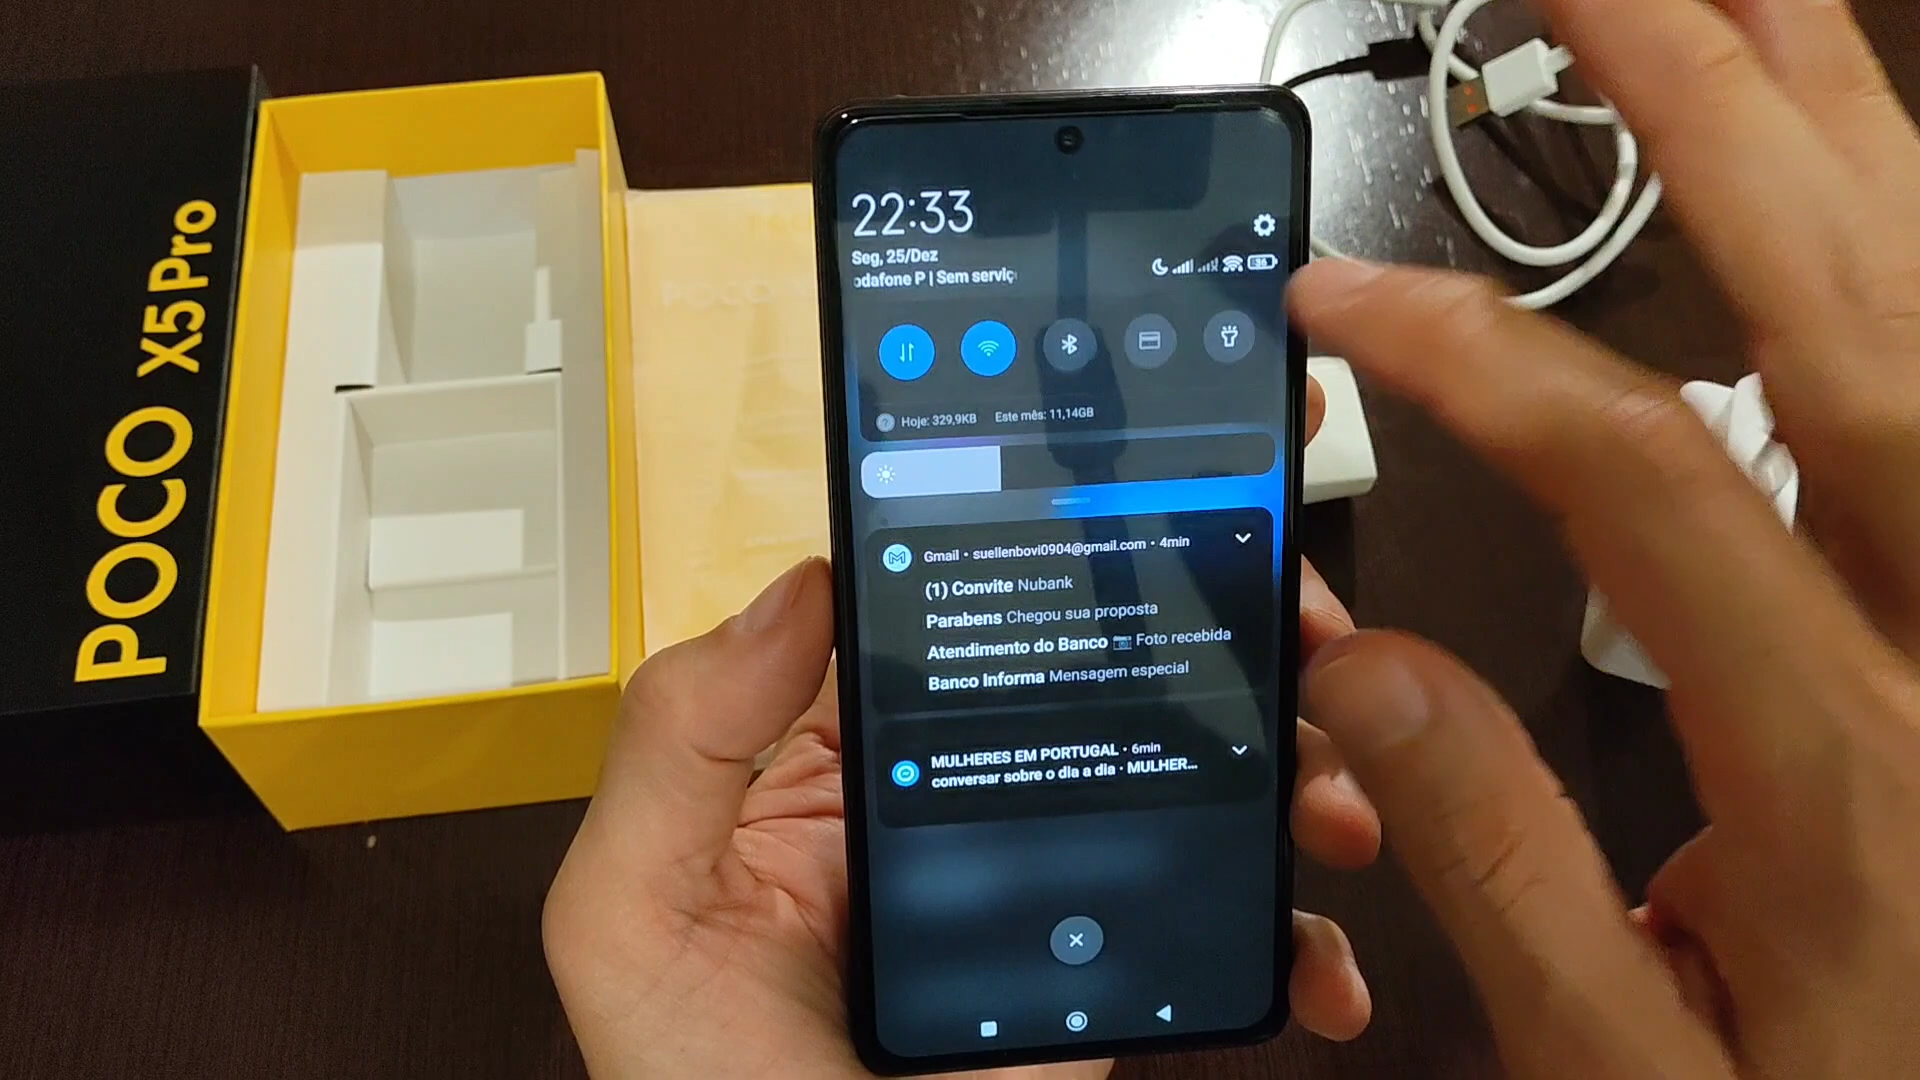 POCO X5 Pro
POCO
22:33
Seg, 25/Dez
odafone P | Sem serviç
36
Hoje: 329,9KB Este mês: 11,14GB
Gmail • suellenbovi0904@gmail.com • 4min
(1) Convite Nubank
Parabens Chegou sua proposta
Atendimento do Banco 📷 Foto recebida
Banco Informa Mensagem especial
MULHERES EM PORTUGAL • 6min
conversar sobre o dia a dia • MULHER...